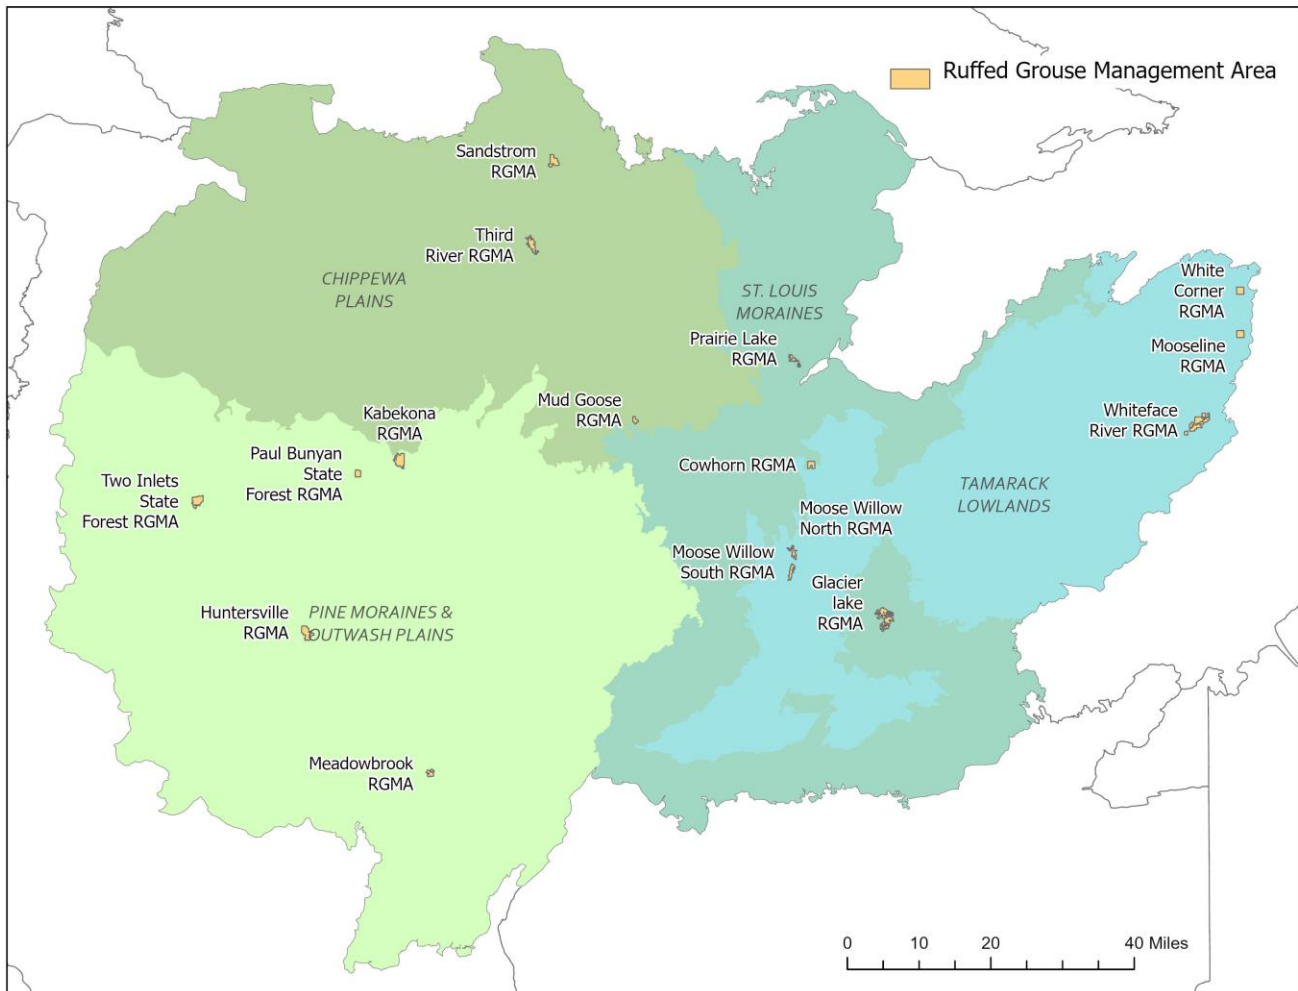 Ruffed Grouse Management Area
Sandstrom
RGMA
Third
River RGMA
CHIPPEWA
PLAINS
ST. LOUIS
MORAINES
White
Corner
RGMA
Prairie Lake
RGMA
Mooseline
RGMA
Mud Goose
RGMA
Kabekona
RGMA
Whiteface
River RGMA
Paul Bunyan
State
Forest RGMA
Cowhorn RGMA
Two Inlets
State
Forest RGMA
TAMARACK
LOWLANDS
Moose Willow
North RGMA
Moose Willow
South RGMA
Glacier
lake
RGMA
Huntersville
RGMA
PINE MORAINES &
OUTWASH PLAINS
Meadowbrook
RGMA
0 10 20 40 Miles